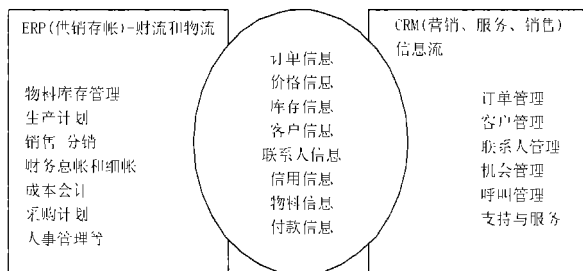 ERP(供销存帐)-财流和物流
物料库存管理
生产计划
销售 分销
财务总帐和细帐
成本会计
采购计划
人事管理等
订单信息
价格信息
库存信息
客户信息
联系人信息
信用信息
物料信息
付款信息
CRM(营销、服务、销售)
信息流
订单管理
客户管理
联系人管理
机会管理
呼叫管理
支持与服务